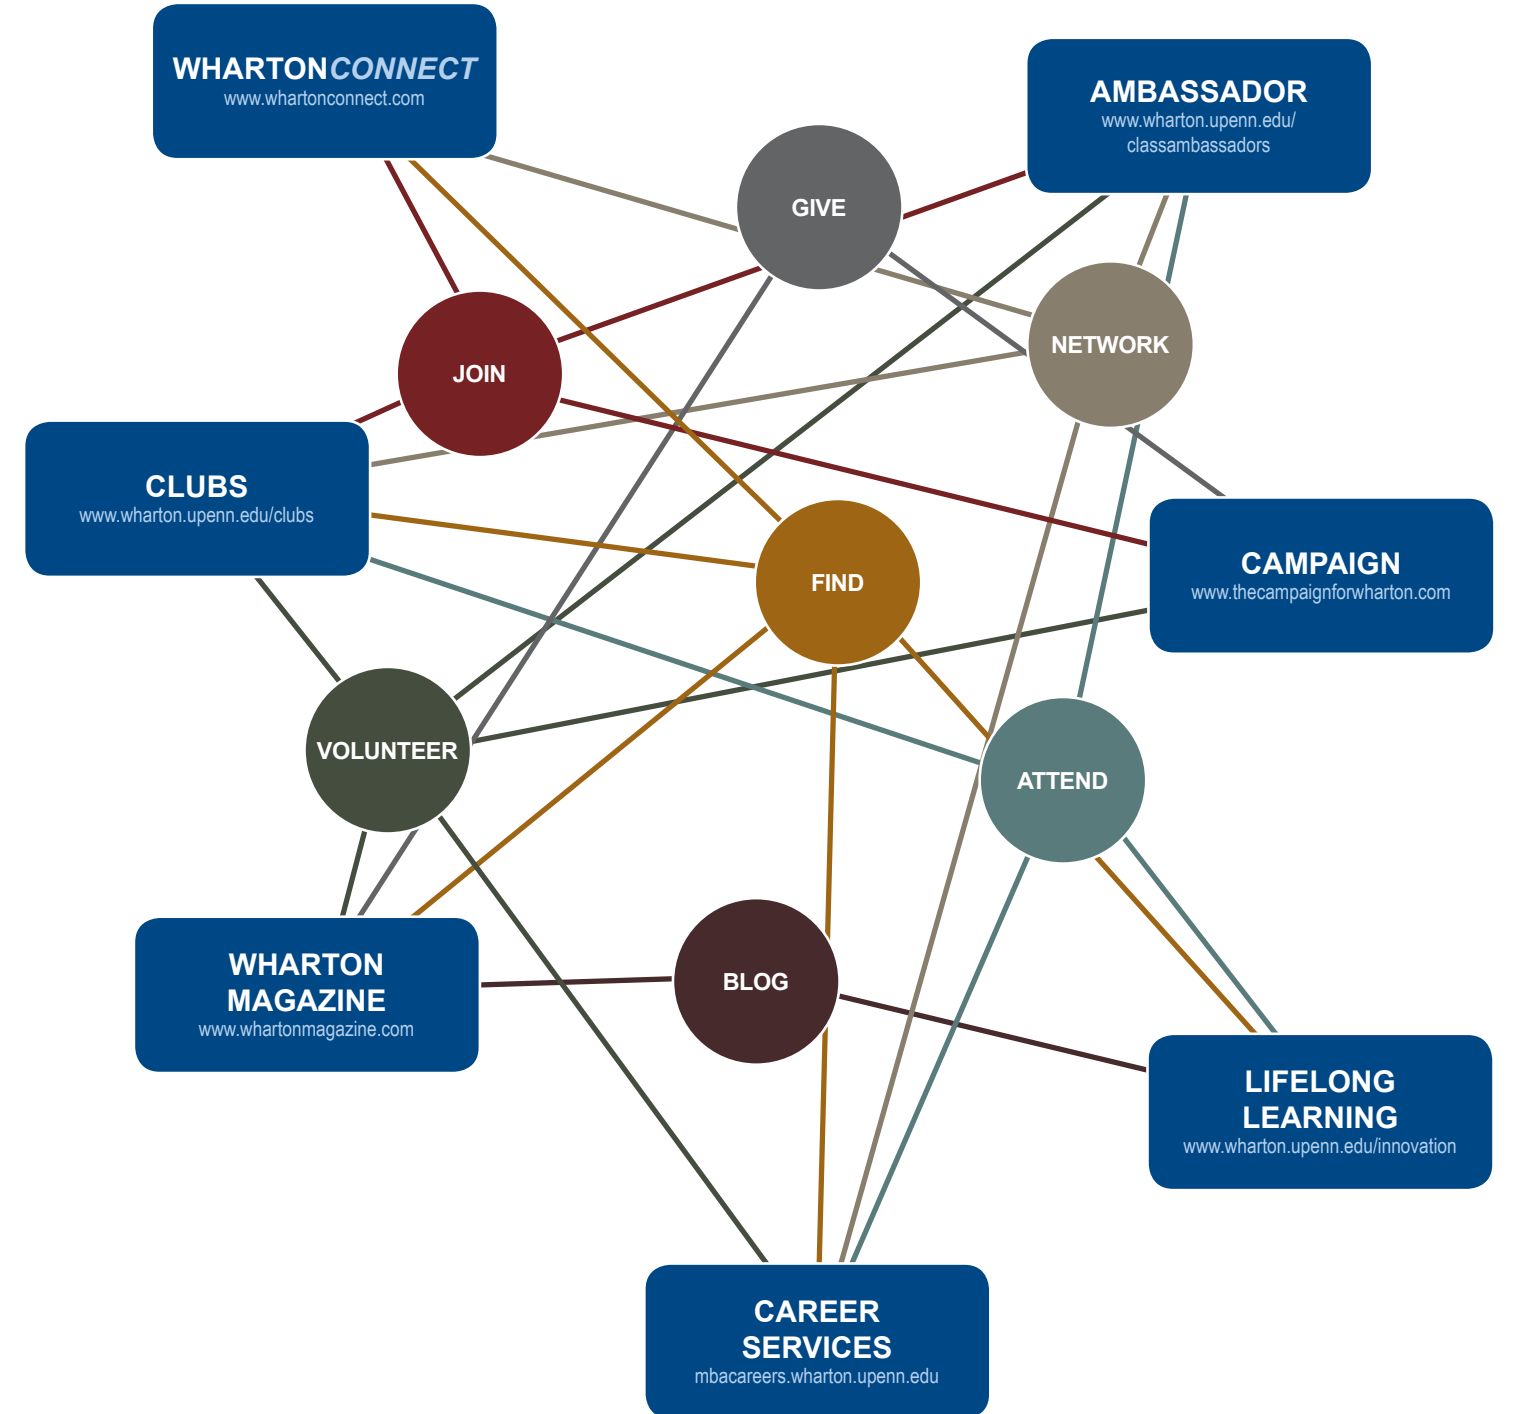 WHARTONCONNECT
www.whartonconnect.com
AMBASSADOR
www.wharton.upenn.edu/
classambassadors
GIVE
NETWORK
JOIN
CLUBS
www.wharton.upenn.edu/clubs
FIND
CAMPAIGN
www.thecampaignforwharton.com
VOLUNTEER
ATTEND
WHARTON
MAGAZINE
www.whartonmagazine.com
BLOG
LIFELONG
LEARNING
www.wharton.upenn.edu/innovation
CAREER
SERVICES
mbacareers.wharton.upenn.edu